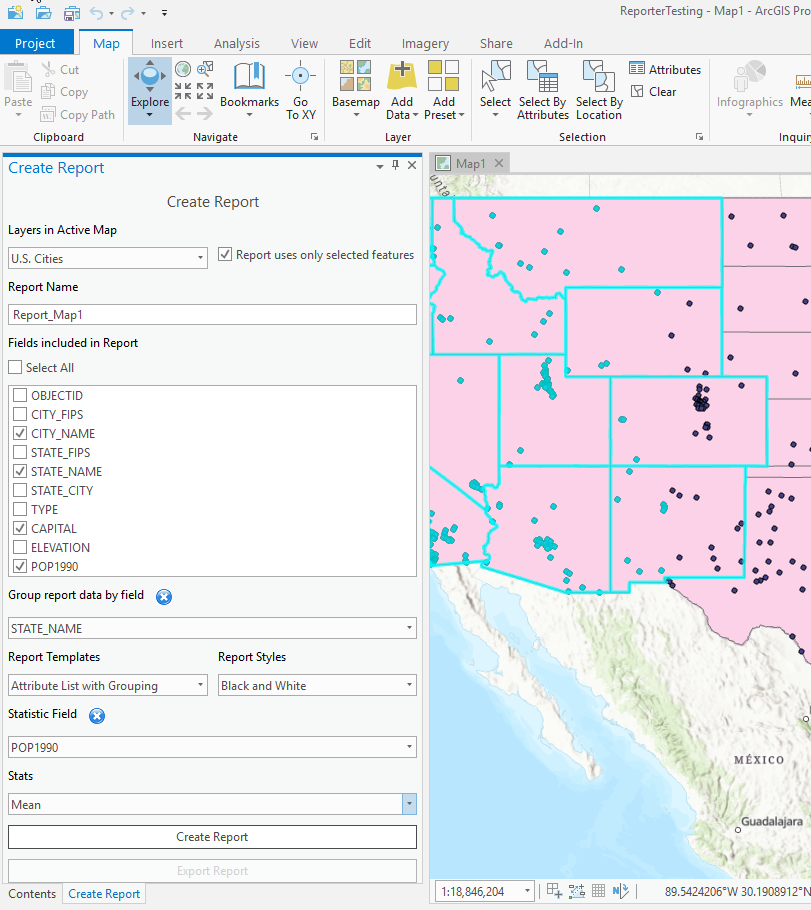 ReporterTesting - Map1 - ArcGIS Pro
Project Map Insert Analysis View Edit Imagery Share Add-In
Paste
Cut
Copy
Copy Path
Clipboard
Explore
Bookmarks
Go To XY
Navigate
Basemap
Add Data
Add Preset
Layer
Select
Select By Attributes
Select By Location
Attributes
Clear
Selection
Infographics
Mea
Inquiry
Create Report
Map1
Create Report
Layers in Active Map
U.S. Cities
Report uses only selected features
Report Name
Report_Map1
Fields included in Report
Select All
OBJECTID
CITY_FIPS
CITY_NAME
STATE_FIPS
STATE_NAME
STATE_CITY
TYPE
CAPITAL
ELEVATION
POP1990
Group report data by field
STATE_NAME
Report Templates Report Styles
Attribute List with Grouping Black and White
Statistic Field
POP1990
Stats
Mean
Create Report
Export Report
Contents Create Report
MÉXICO
Guadalajara
1:18,846,204
89.5424206°W 30.1908912°N